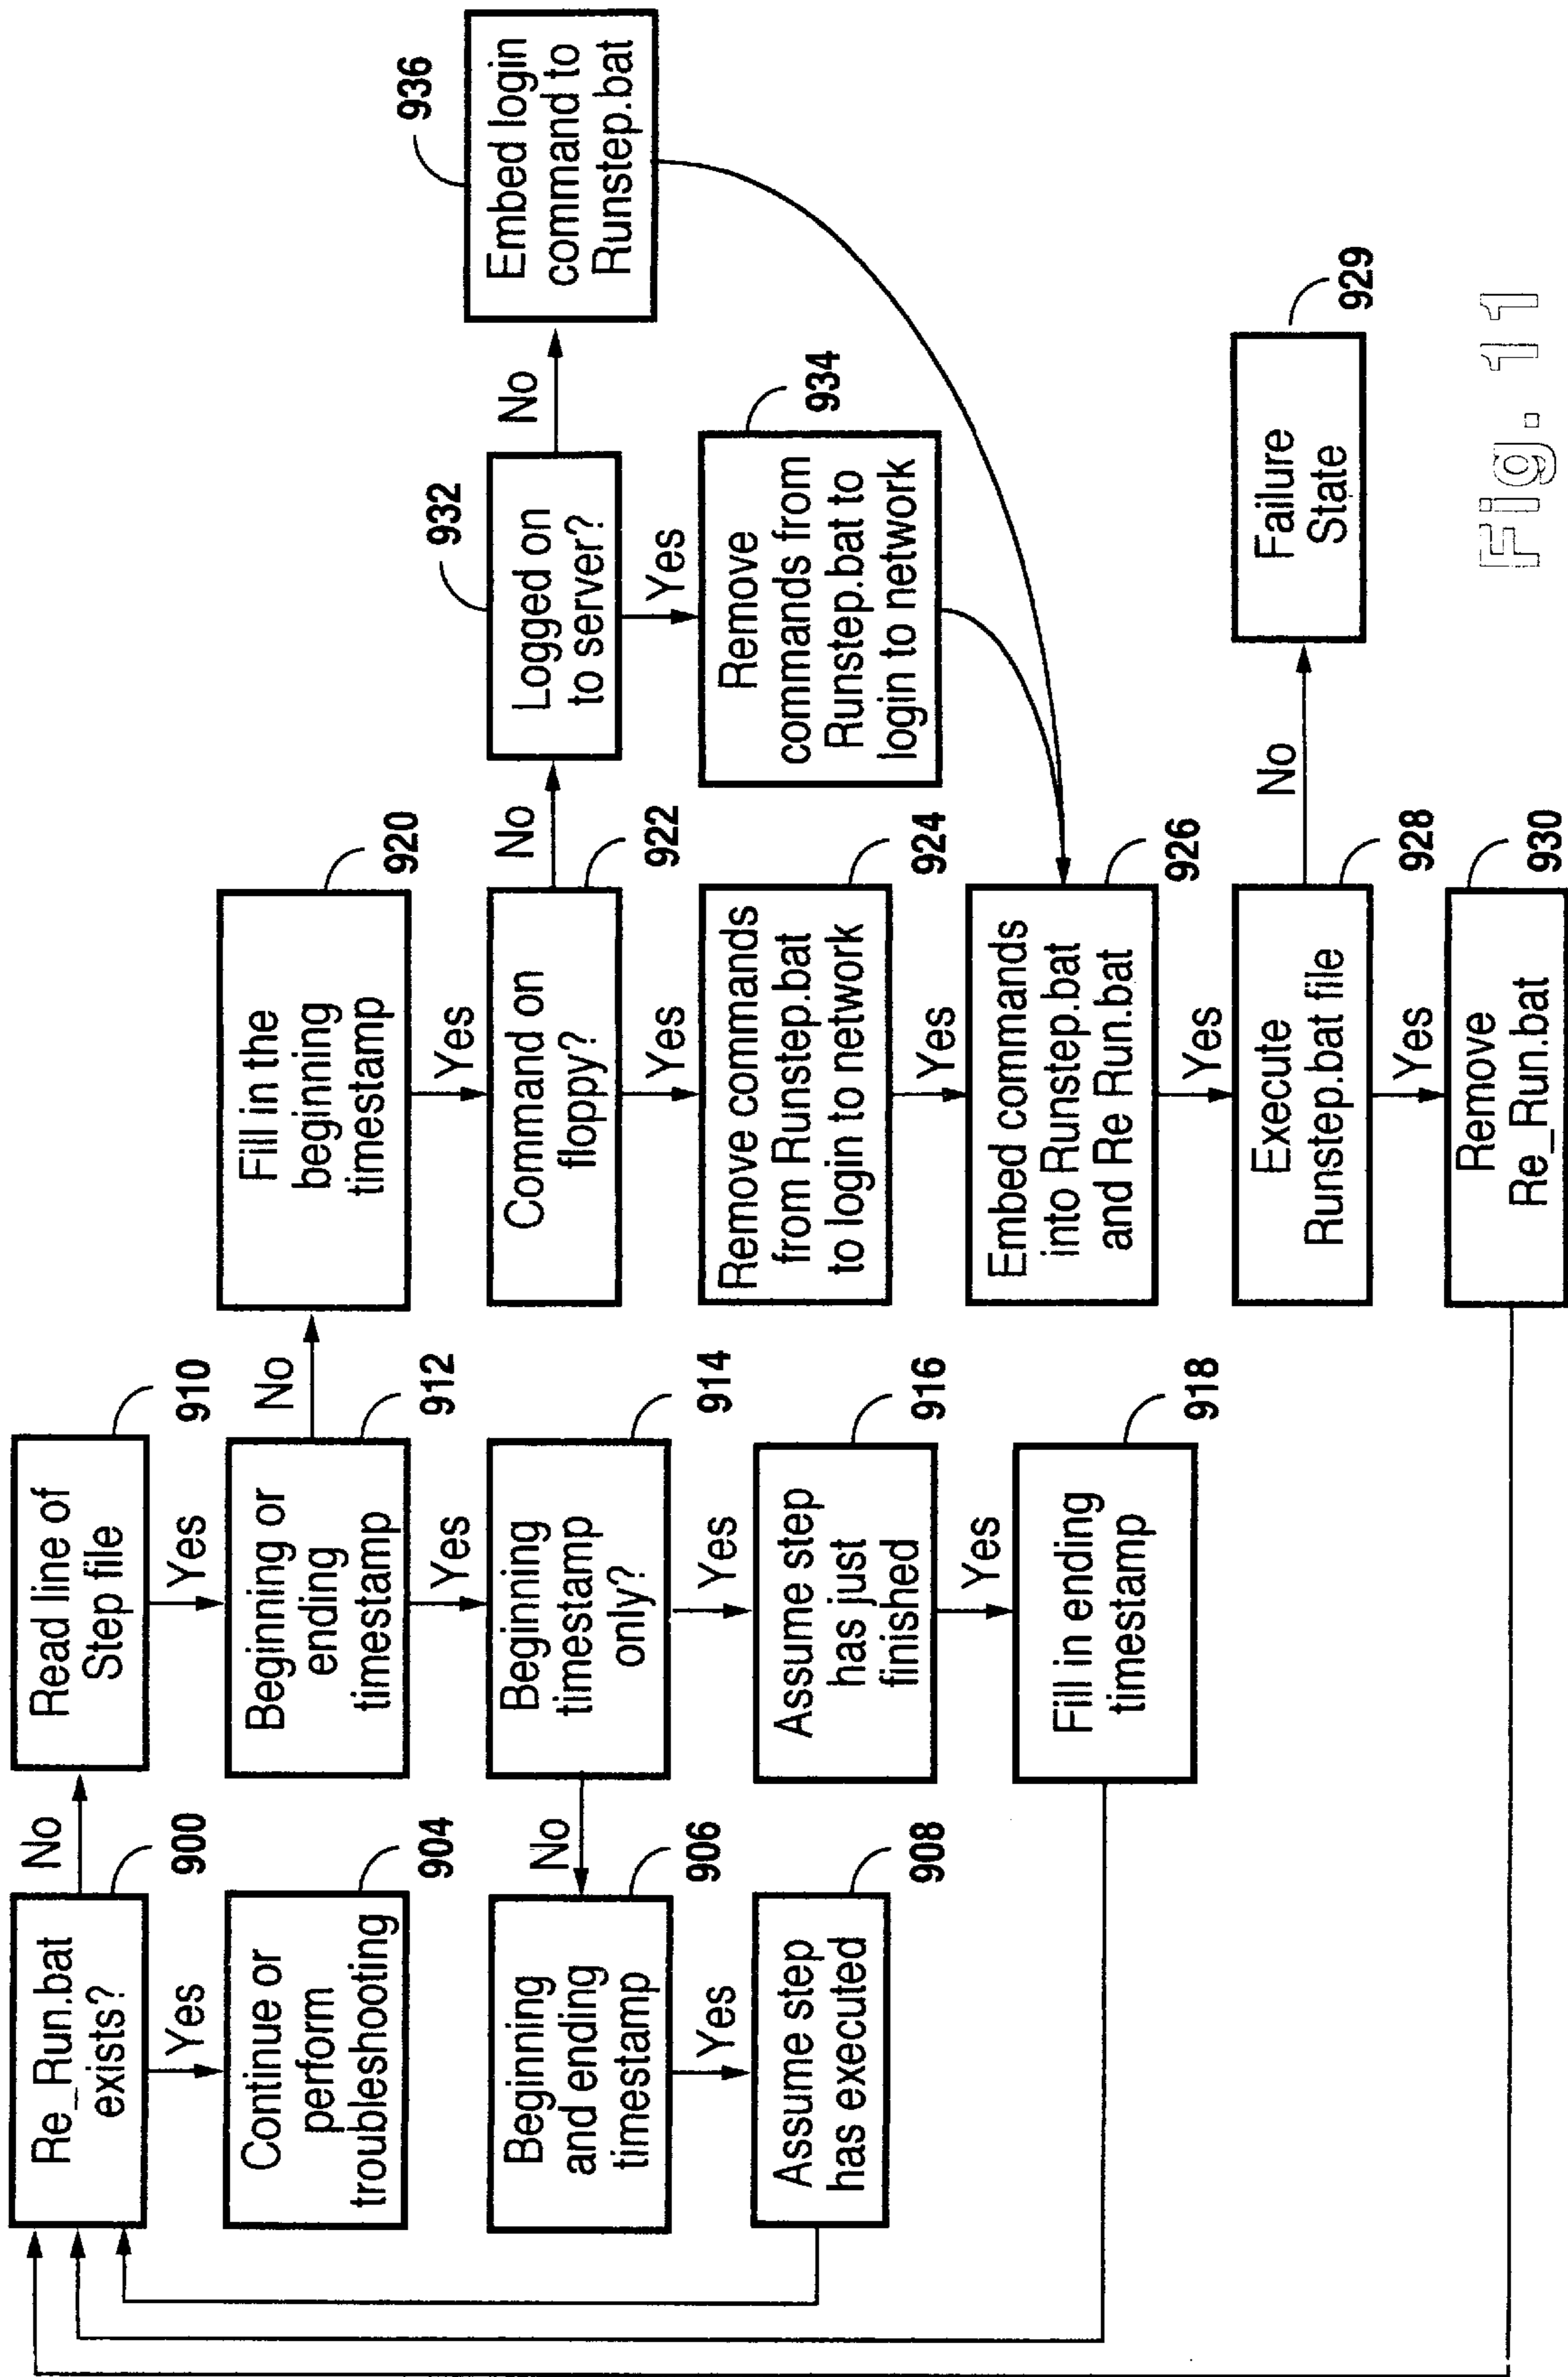 Re_Run.bat
exists?
900
No
Yes
Continue or
perform
troubleshooting
904
Read line of
Step file
910
Yes
Beginning or
ending
timestamp
912
No
Yes
Beginning
timestamp
only?
914
No
Yes
Beginning
and ending
timestamp
906
Yes
Assume step
has executed
908
Assume step
has just
finished
916
Yes
Fill in ending
timestamp
918
Fill in the
beginning
timestamp
920
Yes
Command on
floppy?
922
No
Yes
Remove commands
from Runstep.bat
to login to network
924
Yes
Embed commands
into Runstep.bat
and Re Run.bat
926
Yes
Execute
Runstep.bat file
928
No
Yes
Remove
Re_Run.bat
930
Logged on
to server?
932
No
Yes
Remove
commands from
Runstep.bat to
login to network
934
Embed login
command to
Runstep.bat
936
Failure
State
929
Fig. 11